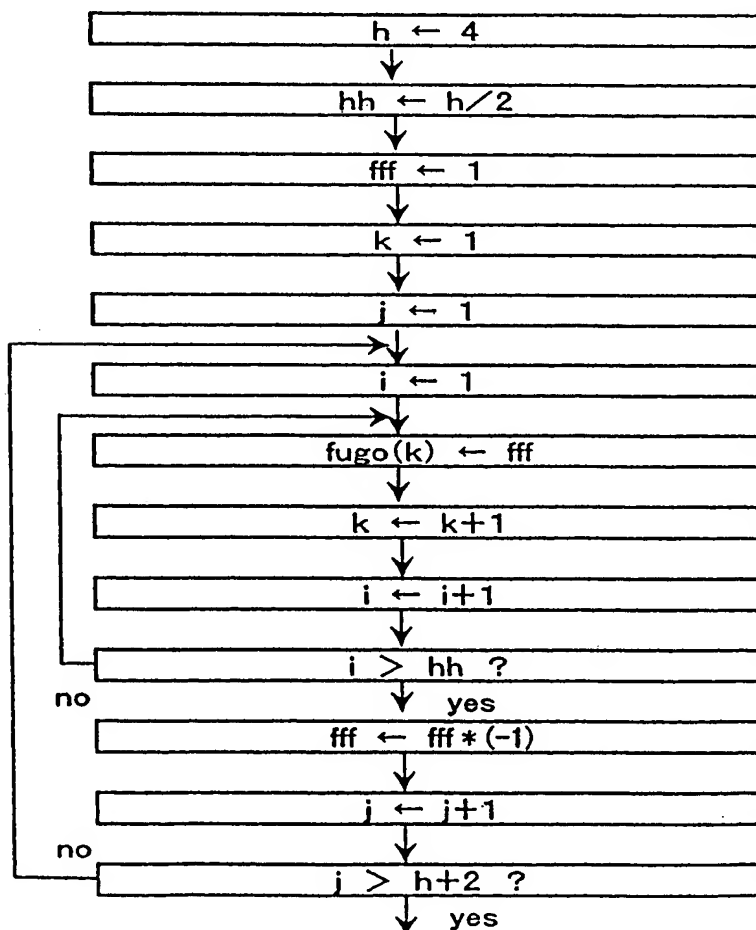 h ← 4
hh ← h/2
fff ← 1
k ← 1
j ← 1
i ← 1
fugo(k) ← fff
k ← k+1
i ← i+1
i > hh ?
no
yes
fff ← fff*(-1)
j ← j+1
no
j > h+2 ?
yes